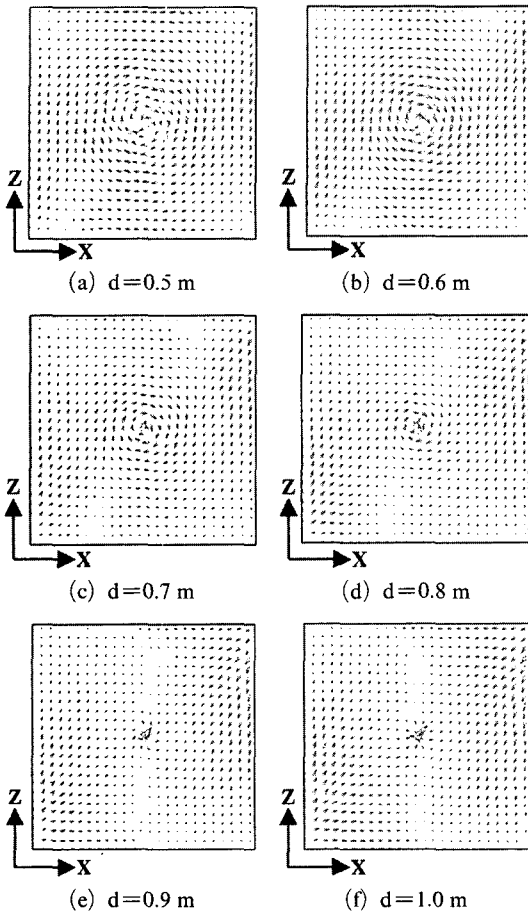 Z
Z
X
X
(a) d=0.5 m
(b) d=0.6 m
Z
Z
X
X
(c) d=0.7 m
(d) d=0.8 m
Z
Z
X
X
(e) d=0.9 m
(f) d=1.0 m